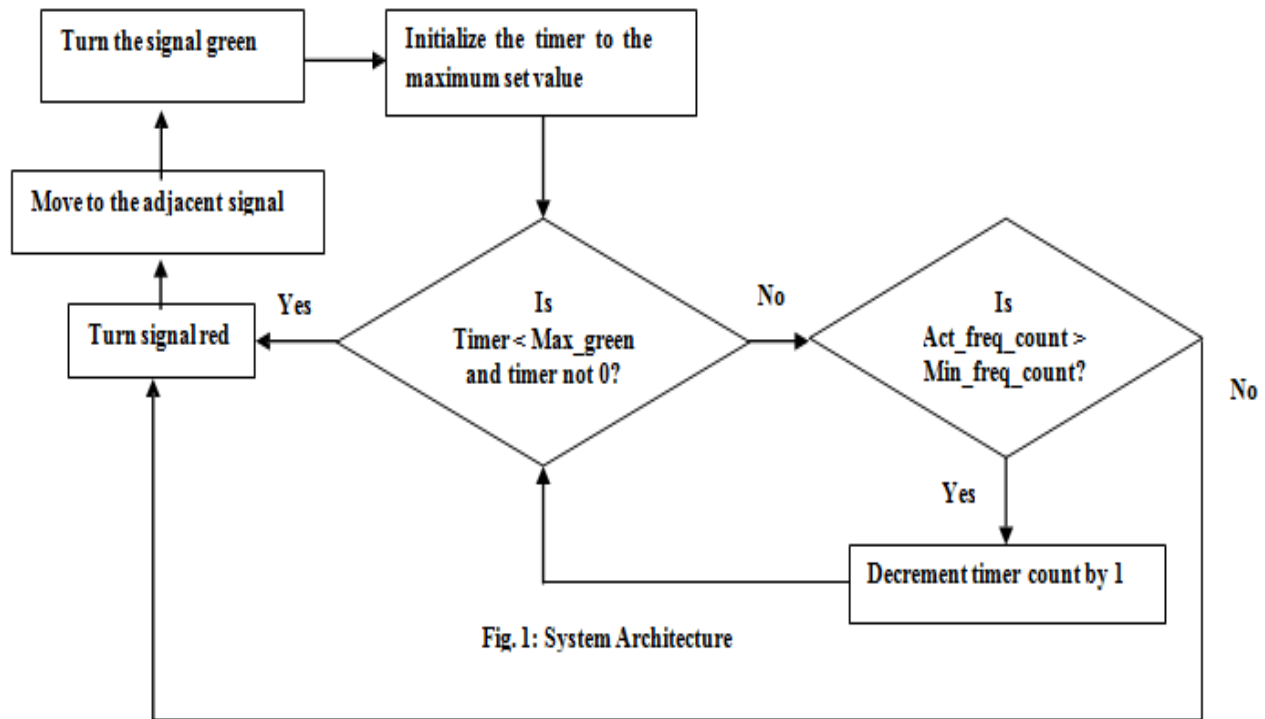 Turn the signal green
Initialize the timer to the
maximum set value
Move to the adjacent signal
Turn signal red
Yes
Is
Timer < Max_green
and timer not 0?
No
Is
Act_freq_count >
Min_freq_count?
No
Yes
Decrement timer count by 1
Fig. 1: System Architecture